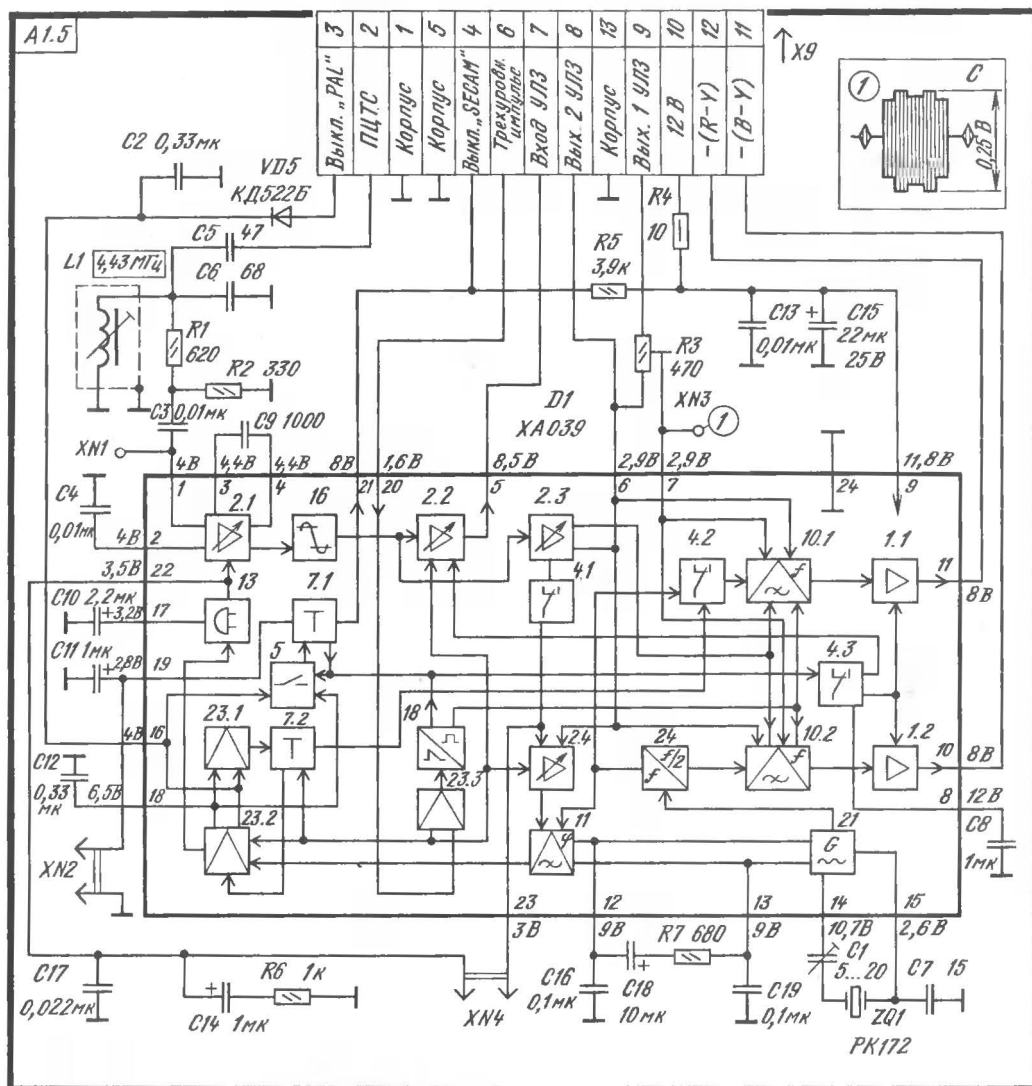 A1.5
3 Выкл. „PAL"
2 ПЦТС
1 Корпус
5 Корпус
4 Выкл. „SECAM"
6 Трехуровн. импульс
7 Вход УЛЗ
8 Вых. 2 УЛЗ
13 Корпус
9 Вых. 1 УЛЗ
10 12 В
12 -(R-Y)
11 -(B-Y)
X9
1
C
0,25 В
C2 0,33мк
VD5
КД522Б
C5 47
C6 68
L1 4,43 МГц
R1
620
R2 330
C3 0,01мк
C9 1000
XN1
R4
10
R5
3,9к
R3
470
C13
0,01мк
+ C15
22мк
25В
D1
ХА039
XN3 1
4В 4,4В 4,4В 8В 1,6В 8,5В 2,9В 2,9В 11,8В
1 3 4 21 20 5 6 7 24 9
C4
0,01мк
4В 2
3,5В 22
C10 2,2мк
+3,2В 17
C11 1мк
+2,8В 19
4В 16
C12
0,33
мк
6,5В 18
2.1 16 2.2 2.3
4.2 10.1 1.1
f
11
8В
13 7.1 4.1
T
5
4.3
23.1 7.2
T
18
2.4 24 10.2 1.2
f/2
f
f
10
8В
23.3
23.2
11
φ
21
G
8 12В
C8
1мк
XN2
23 12 13 14 15
3В 9В 9В 10,7В 2,6В
C17
0,022мк
+
C14 1мк
R6 1к
XN4
C16
0,1мк
+
C18
10мк
R7 680
C19
0,1мк
C1
5...20
C7 15
ZQ1
РК172